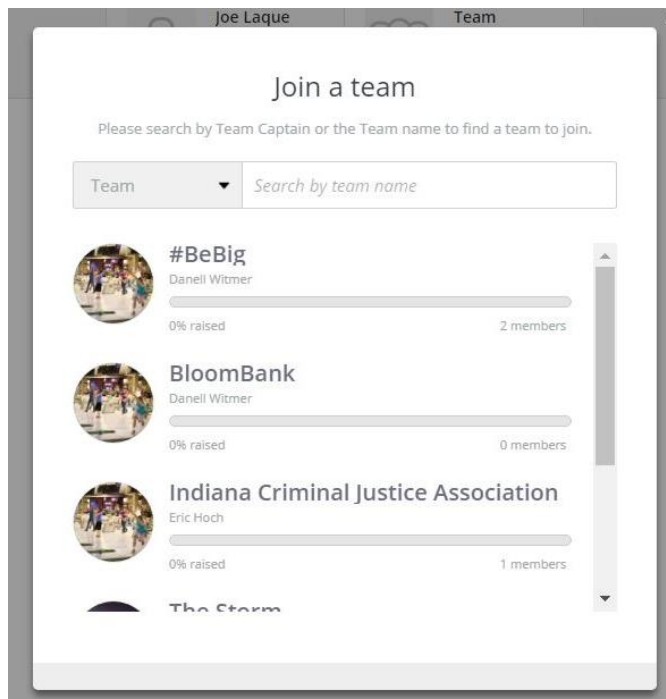 Joe Laque
Team
Join a team
Please search by Team Captain or the Team name to find a team to join.
Team
Search by team name
#BeBig
Danell Witmer
0% raised
2 members
BloomBank
Danell Witmer
0% raised
0 members
Indiana Criminal Justice Association
Eric Hoch
0% raised
1 members
The Storm